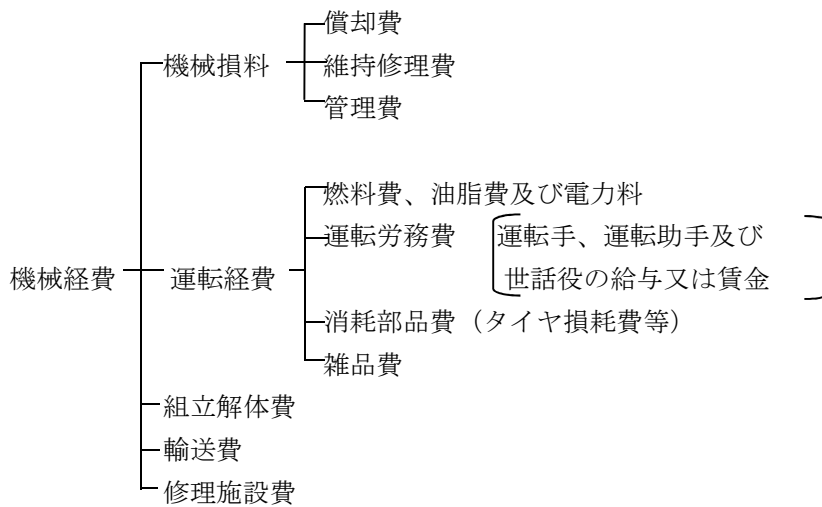 償却費
機械損料
維持修理費
管理費
燃料費、油脂費及び電力料
運転労務費 運転手、運転助手及び
世話役の給与又は賃金
機械経費
運転経費
消耗部品費（タイヤ損耗費等）
雑品費
組立解体費
輸送費
修理施設費